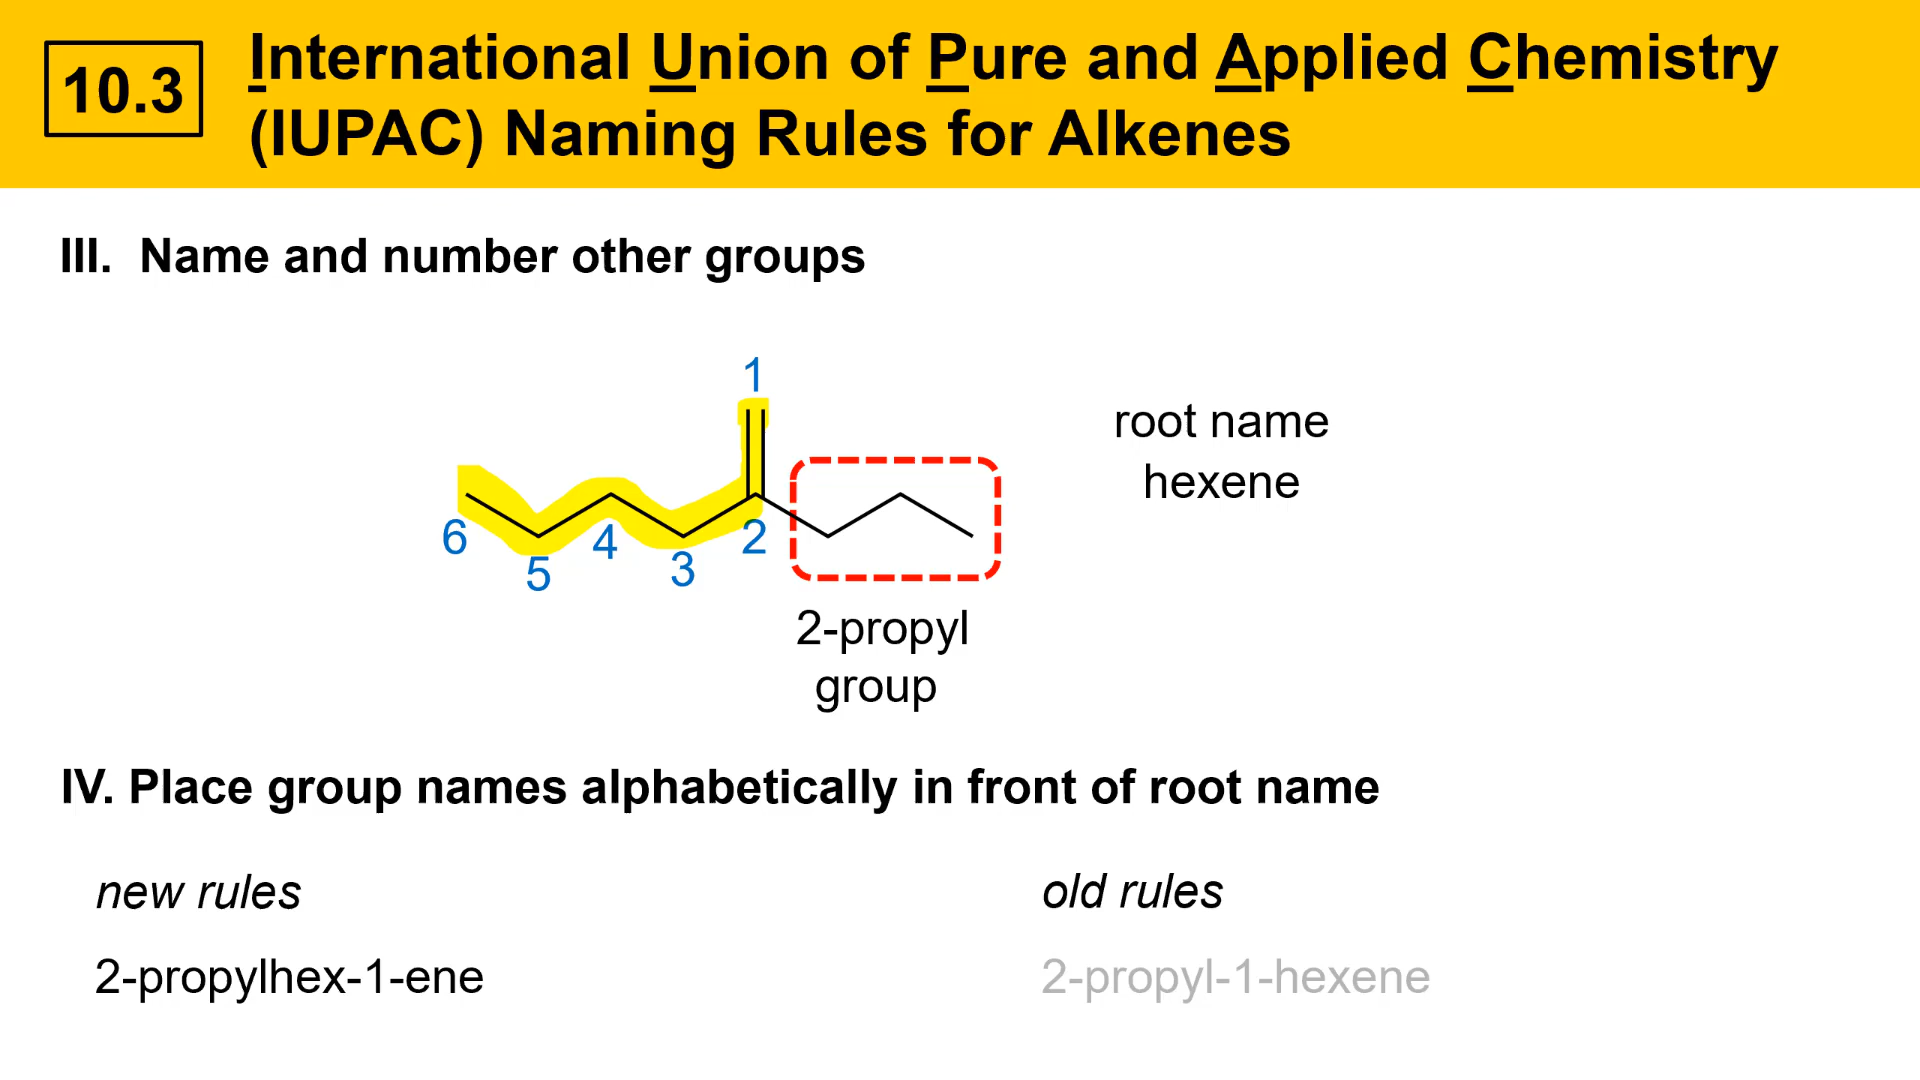 10.3
International Union of Pure and Applied Chemistry
(IUPAC) Naming Rules for Alkenes
III. Name and number other groups
1
root name
hexene
6
5
4
3
2
2-propyl
group
IV. Place group names alphabetically in front of root name
new rules
old rules
2-propylhex-1-ene
2-propyl-1-hexene